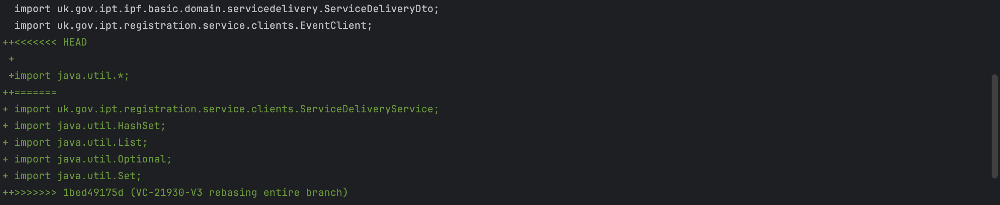 import uk.gov.ipt.ipf.basic.domain.servicedelivery.ServiceDeliveryDto;
  import uk.gov.ipt.registration.service.clients.EventClient;
++<<<<<<< HEAD
 +
 +import java.util.*;
++=======
+ import uk.gov.ipt.registration.service.clients.ServiceDeliveryService;
+ import java.util.HashSet;
+ import java.util.List;
+ import java.util.Optional;
+ import java.util.Set;
++>>>>>>> 1bed49175d (VC-21930-V3 rebasing entire branch)